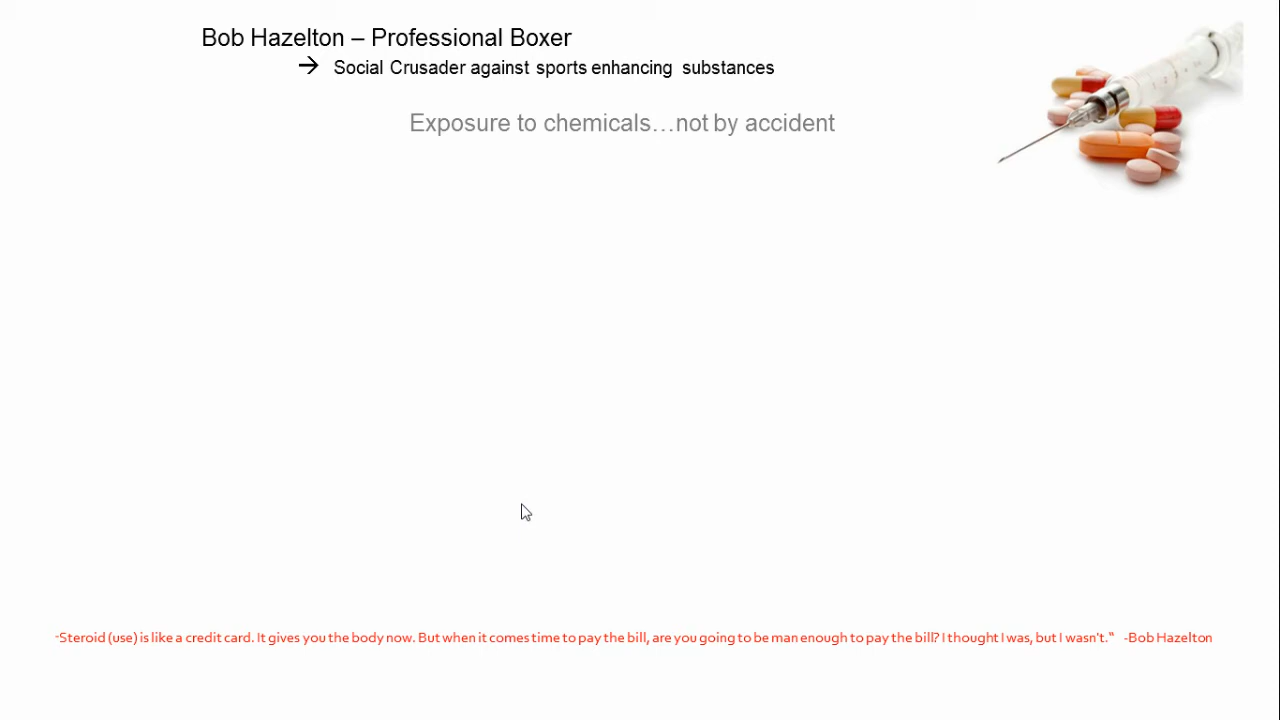 Bob Hazelton – Professional Boxer
→ Social Crusader against sports enhancing substances
Exposure to chemicals…not by accident
"Steroid (use) is like a credit card. It gives you the body now. But when it comes time to pay the bill, are you going to be man enough to pay the bill? I thought I was, but I wasn't." -Bob Hazelton